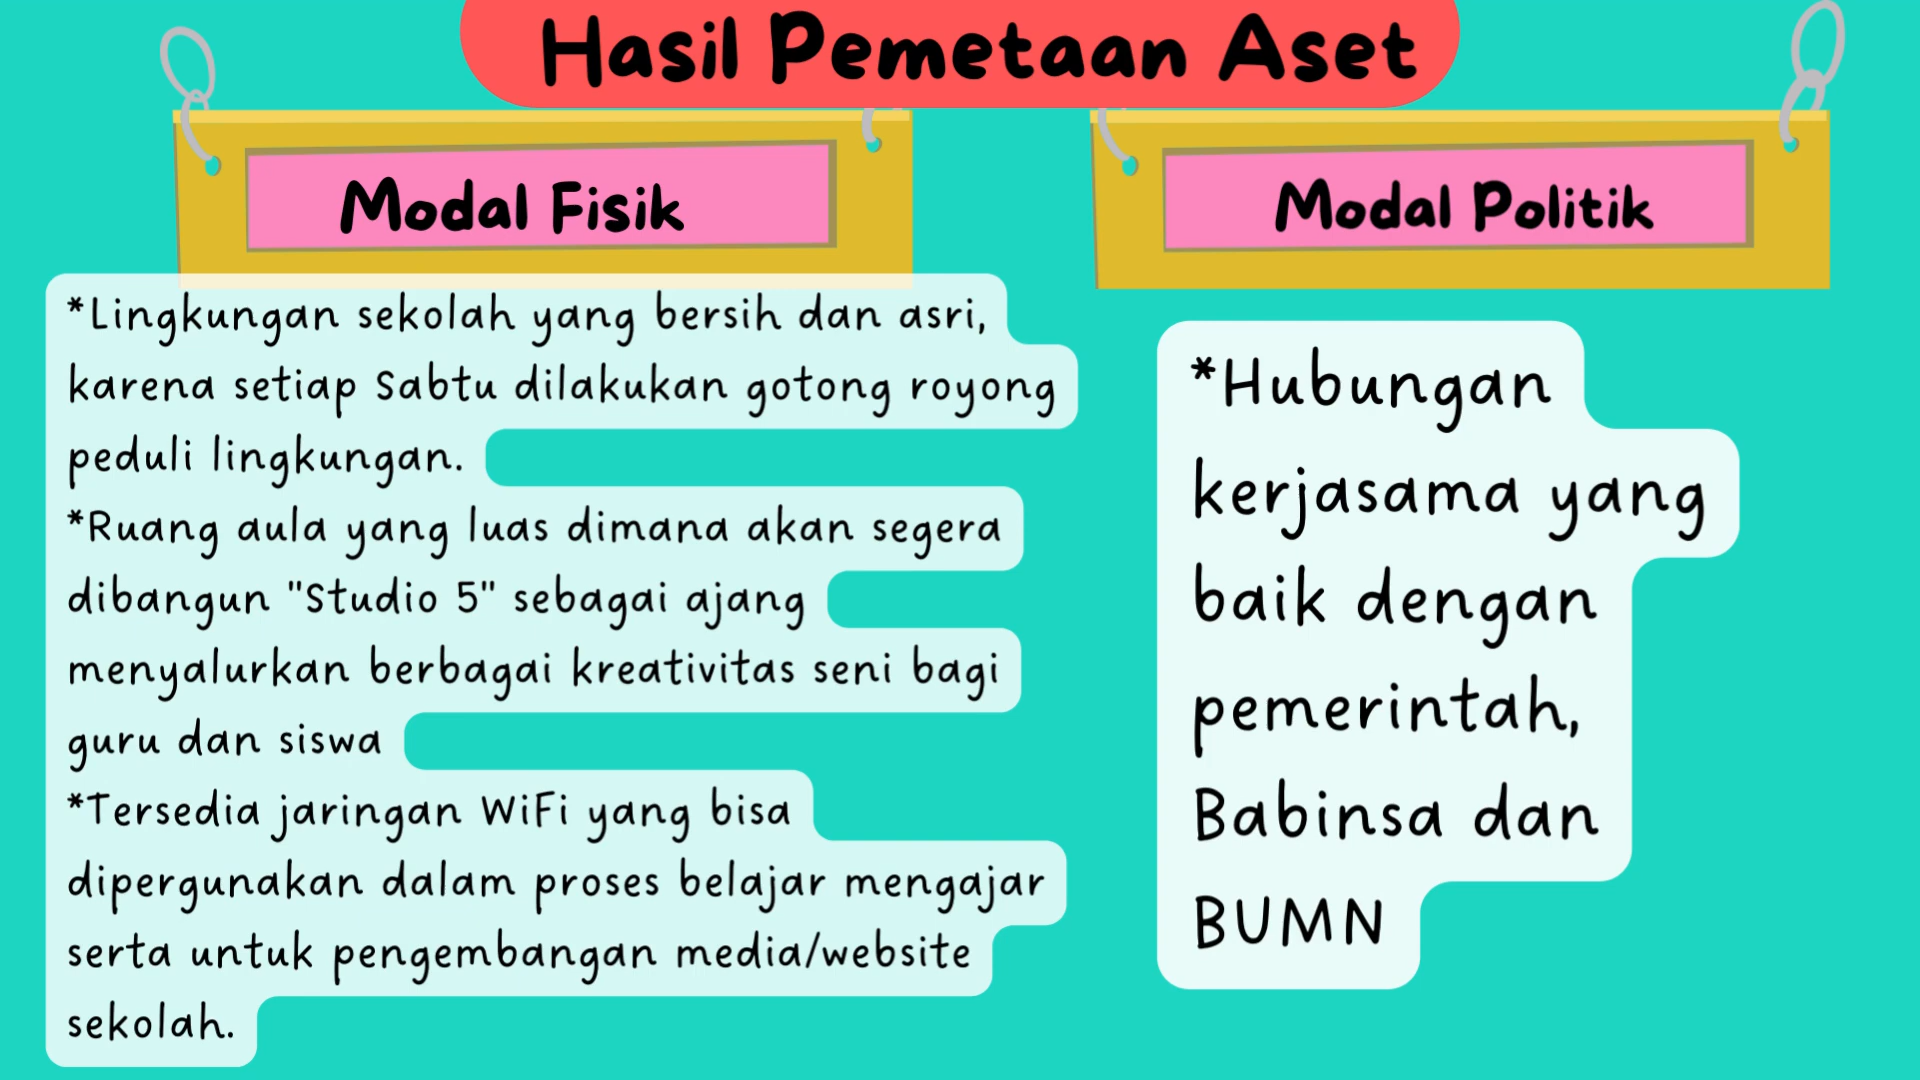 Hasil Pemetaan Aset
Modal Fisik
*Lingkungan sekolah yang bersih dan asri,
karena setiap Sabtu dilakukan gotong royong
peduli lingkungan.
*Ruang aula yang luas dimana akan segera
dibangun "Studio 5" sebagai ajang
menyalurkan berbagai kreativitas seni bagi
guru dan siswa
*Tersedia jaringan WiFi yang bisa
dipergunakan dalam proses belajar mengajar
serta untuk pengembangan media/website
sekolah.
Modal Politik
*Hubungan
kerjasama yang
baik dengan
pemerintah,
Babinsa dan
BUMN